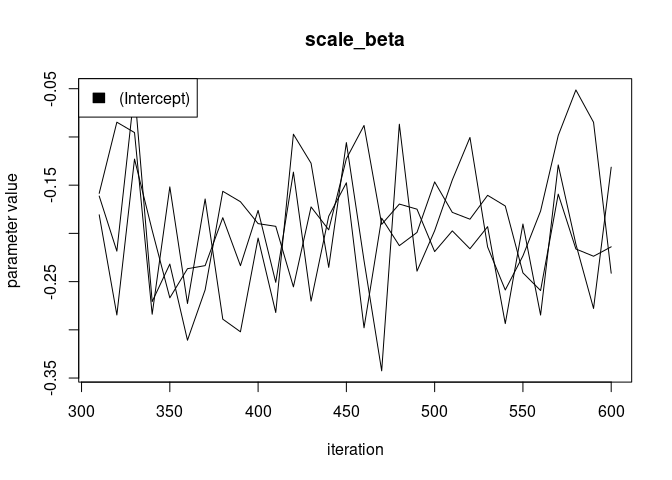 scale_beta
(Intercept)
parameter value
-0.05
-0.15
-0.25
-0.35
300 350 400 450 500 550 600
iteration